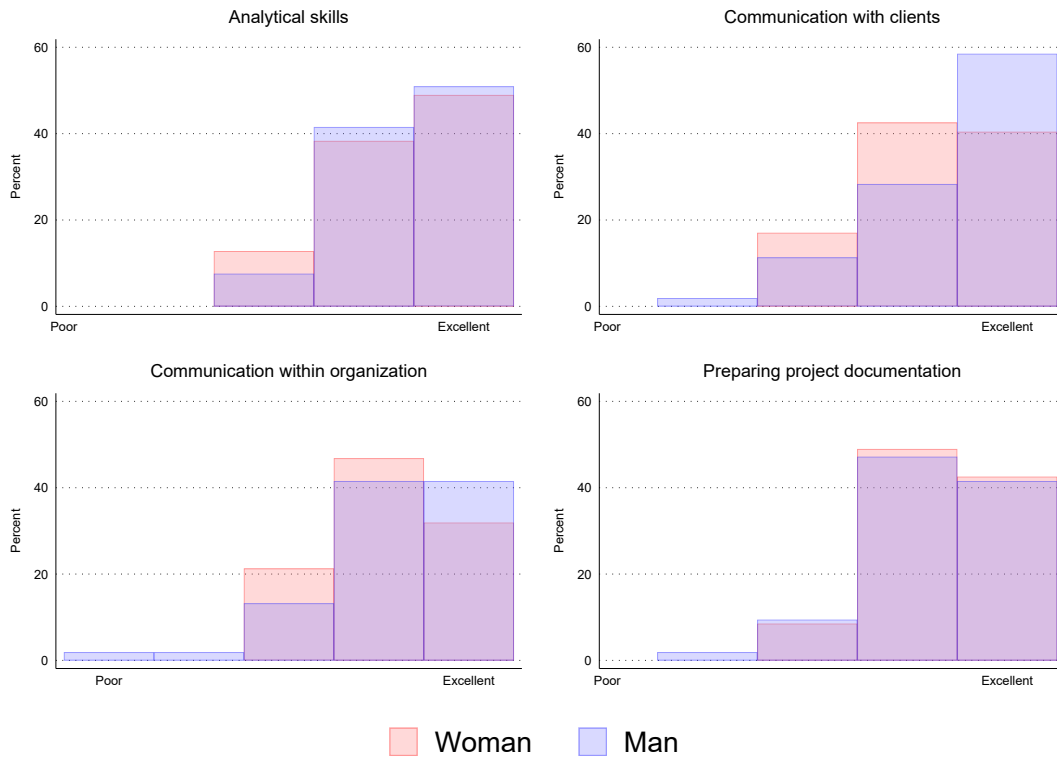 Analytical skills
Percent
60
40
20
0
Poor
Excellent
Communication with clients
Percent
60
40
20
0
Poor
Excellent
Communication within organization
Percent
60
40
20
0
Poor
Excellent
Preparing project documentation
Percent
60
40
20
0
Poor
Excellent
Woman
Man